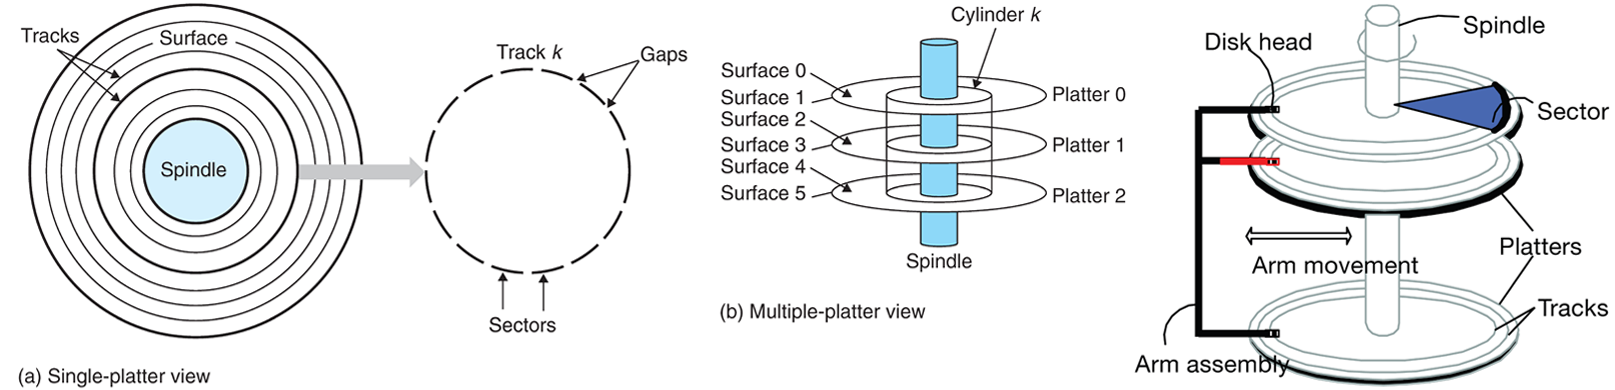 Tracks
Surface
Spindle
Track k
Gaps
Sectors
(a) Single-platter view
Cylinder k
Surface 0
Surface 1
Surface 2
Surface 3
Surface 4
Surface 5
Platter 0
Platter 1
Platter 2
Spindle
(b) Multiple-platter view
Spindle
Disk head
Sector
Platters
Arm movement
Tracks
Arm assembly